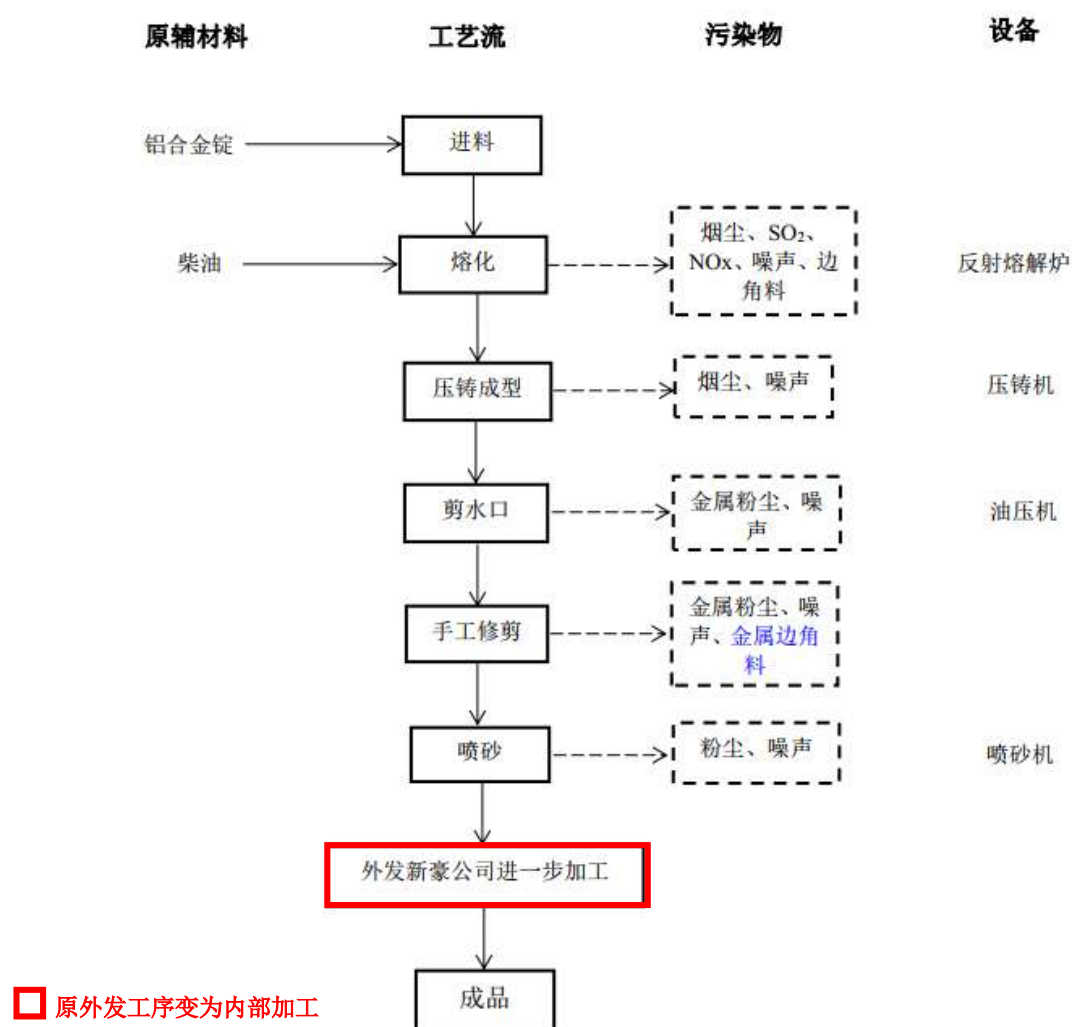 原辅材料
工艺流
污染物
设备
铝合金锭
进料
柴油
熔化
烟尘、SO₂、
NOx、噪声、边
角料
反射熔解炉
压铸成型
烟尘、噪声
压铸机
剪水口
金属粉尘、噪
声
油压机
手工修剪
金属粉尘、噪
声、金属边角
料
喷砂
粉尘、噪声
喷砂机
外发新豪公司进一步加工
成品
原外发工序变为内部加工